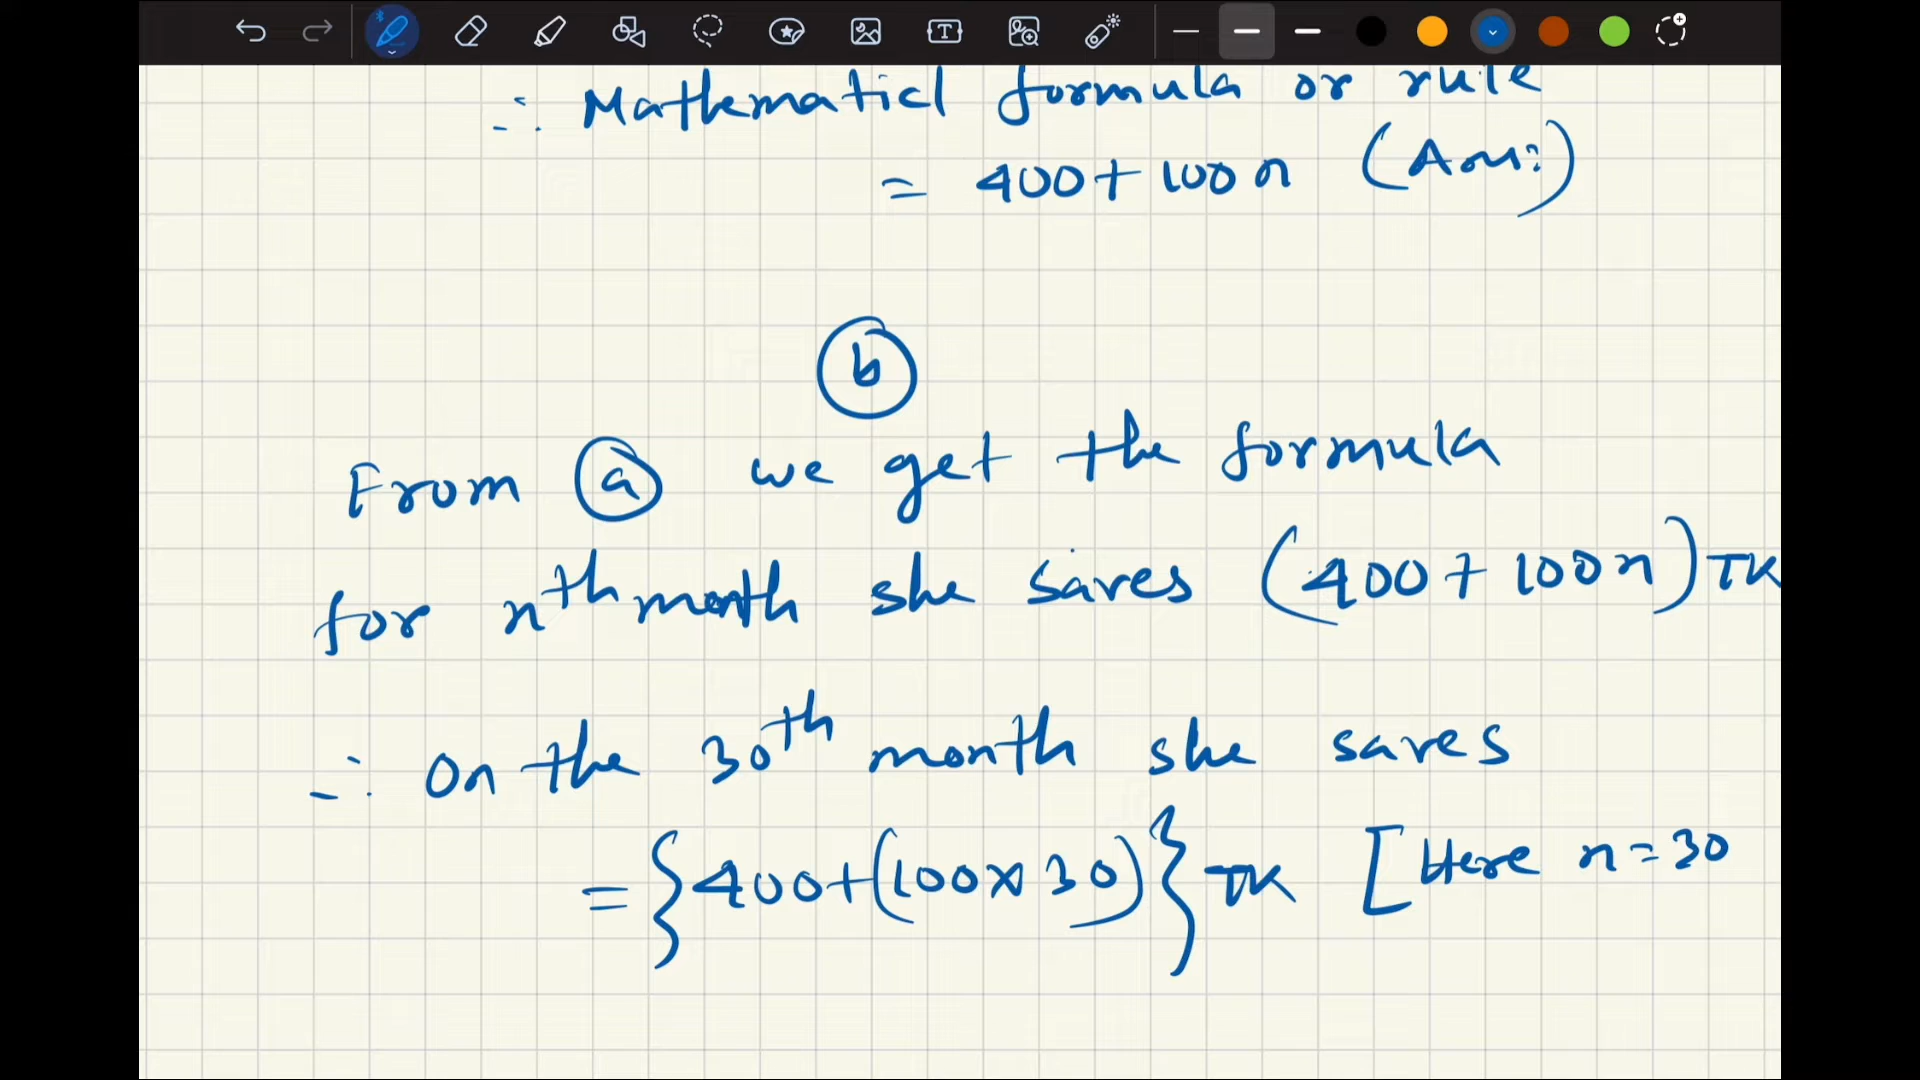 ∴ Mathematicl formula or rule
= 400 + 100n (Ans:)
b
From a we get the formula
for nth month she saves (400 + 100n) TK
∴ On the 30th month she saves
= {400+(100×30)} TK [Here n=30